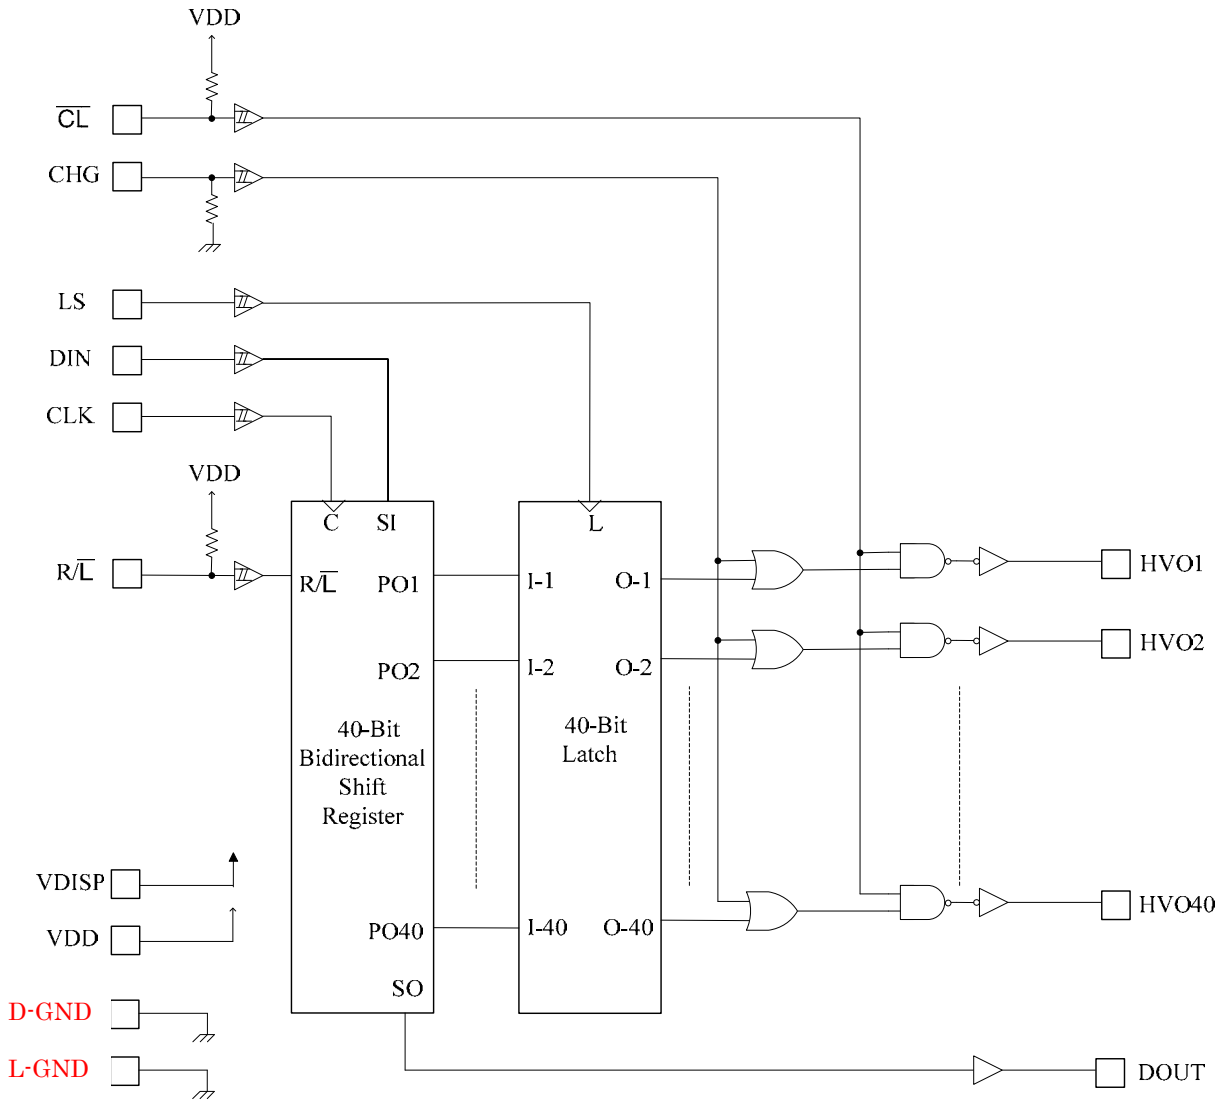 VDD
C̅L̅
CHG
LS
DIN
CLK
VDD
R/L̅
C SI
R/L̅ PO1
PO2
40-Bit
Bidirectional
Shift
Register
PO40
SO
L
I-1 O-1
I-2 O-2
40-Bit
Latch
I-40 O-40
HVO1
HVO2
HVO40
VDISP
VDD
D-GND
L-GND
DOUT